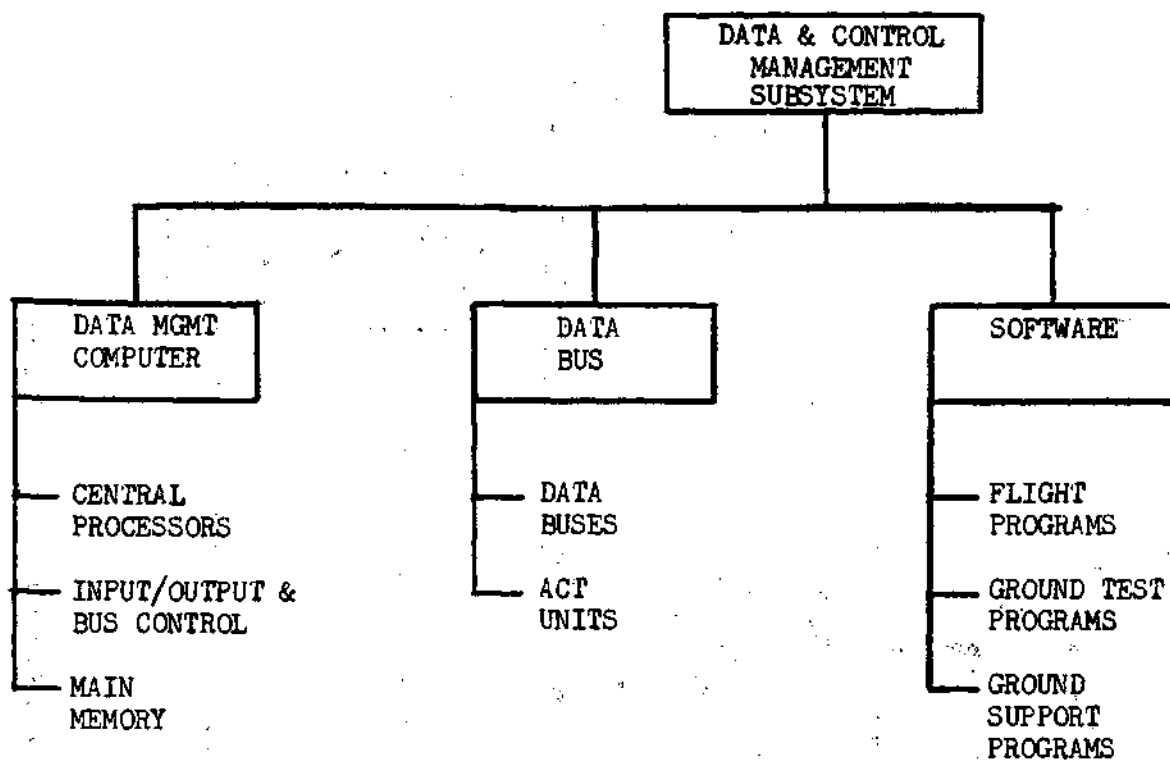 DATA & CONTROL
MANAGEMENT
SUBSYSTEM
DATA MGMT
COMPUTER
CENTRAL
PROCESSORS
INPUT/OUTPUT &
BUS CONTROL
MAIN
MEMORY
DATA
BUS
DATA
BUSES
ACT
UNITS
SOFTWARE
FLIGHT
PROGRAMS
GROUND TEST
PROGRAMS
GROUND
SUPPORT
PROGRAMS